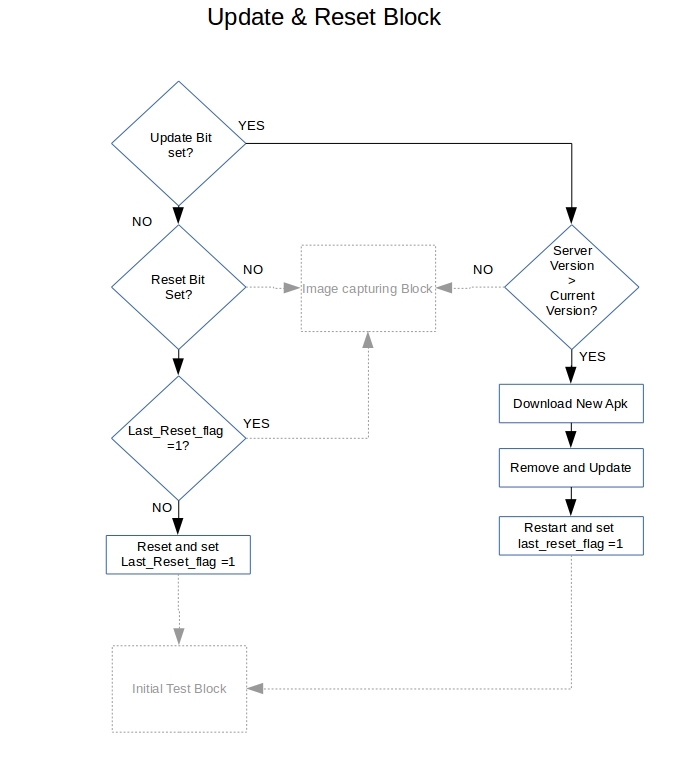 Update & Reset Block
YES
Update Bit
set?
NO
Server
Version
>
Current
Version?
NO
NO
Reset Bit
Set?
Image capturing Block
YES
Download New Apk
YES
Last_Reset_flag
=1?
Remove and Update
NO
Restart and set
last_reset_flag =1
Reset and set
Last_Reset_flag =1
Initial Test Block